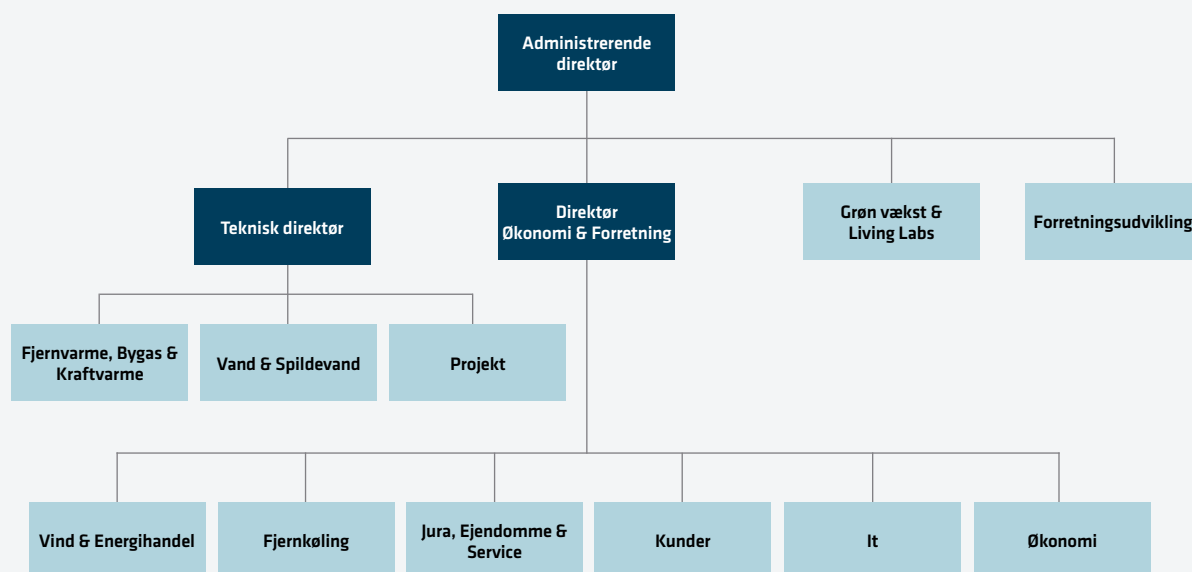 Administrerende
direktør
Teknisk direktør
Direktør
Økonomi & Forretning
Grøn vækst &
Living Labs
Forretningsudvikling
Fjernvarme, Bygas &
Kraftvarme
Vand & Spildevand
Projekt
Vind & Energihandel
Fjernkøling
Jura, Ejendomme &
Service
Kunder
It
Økonomi